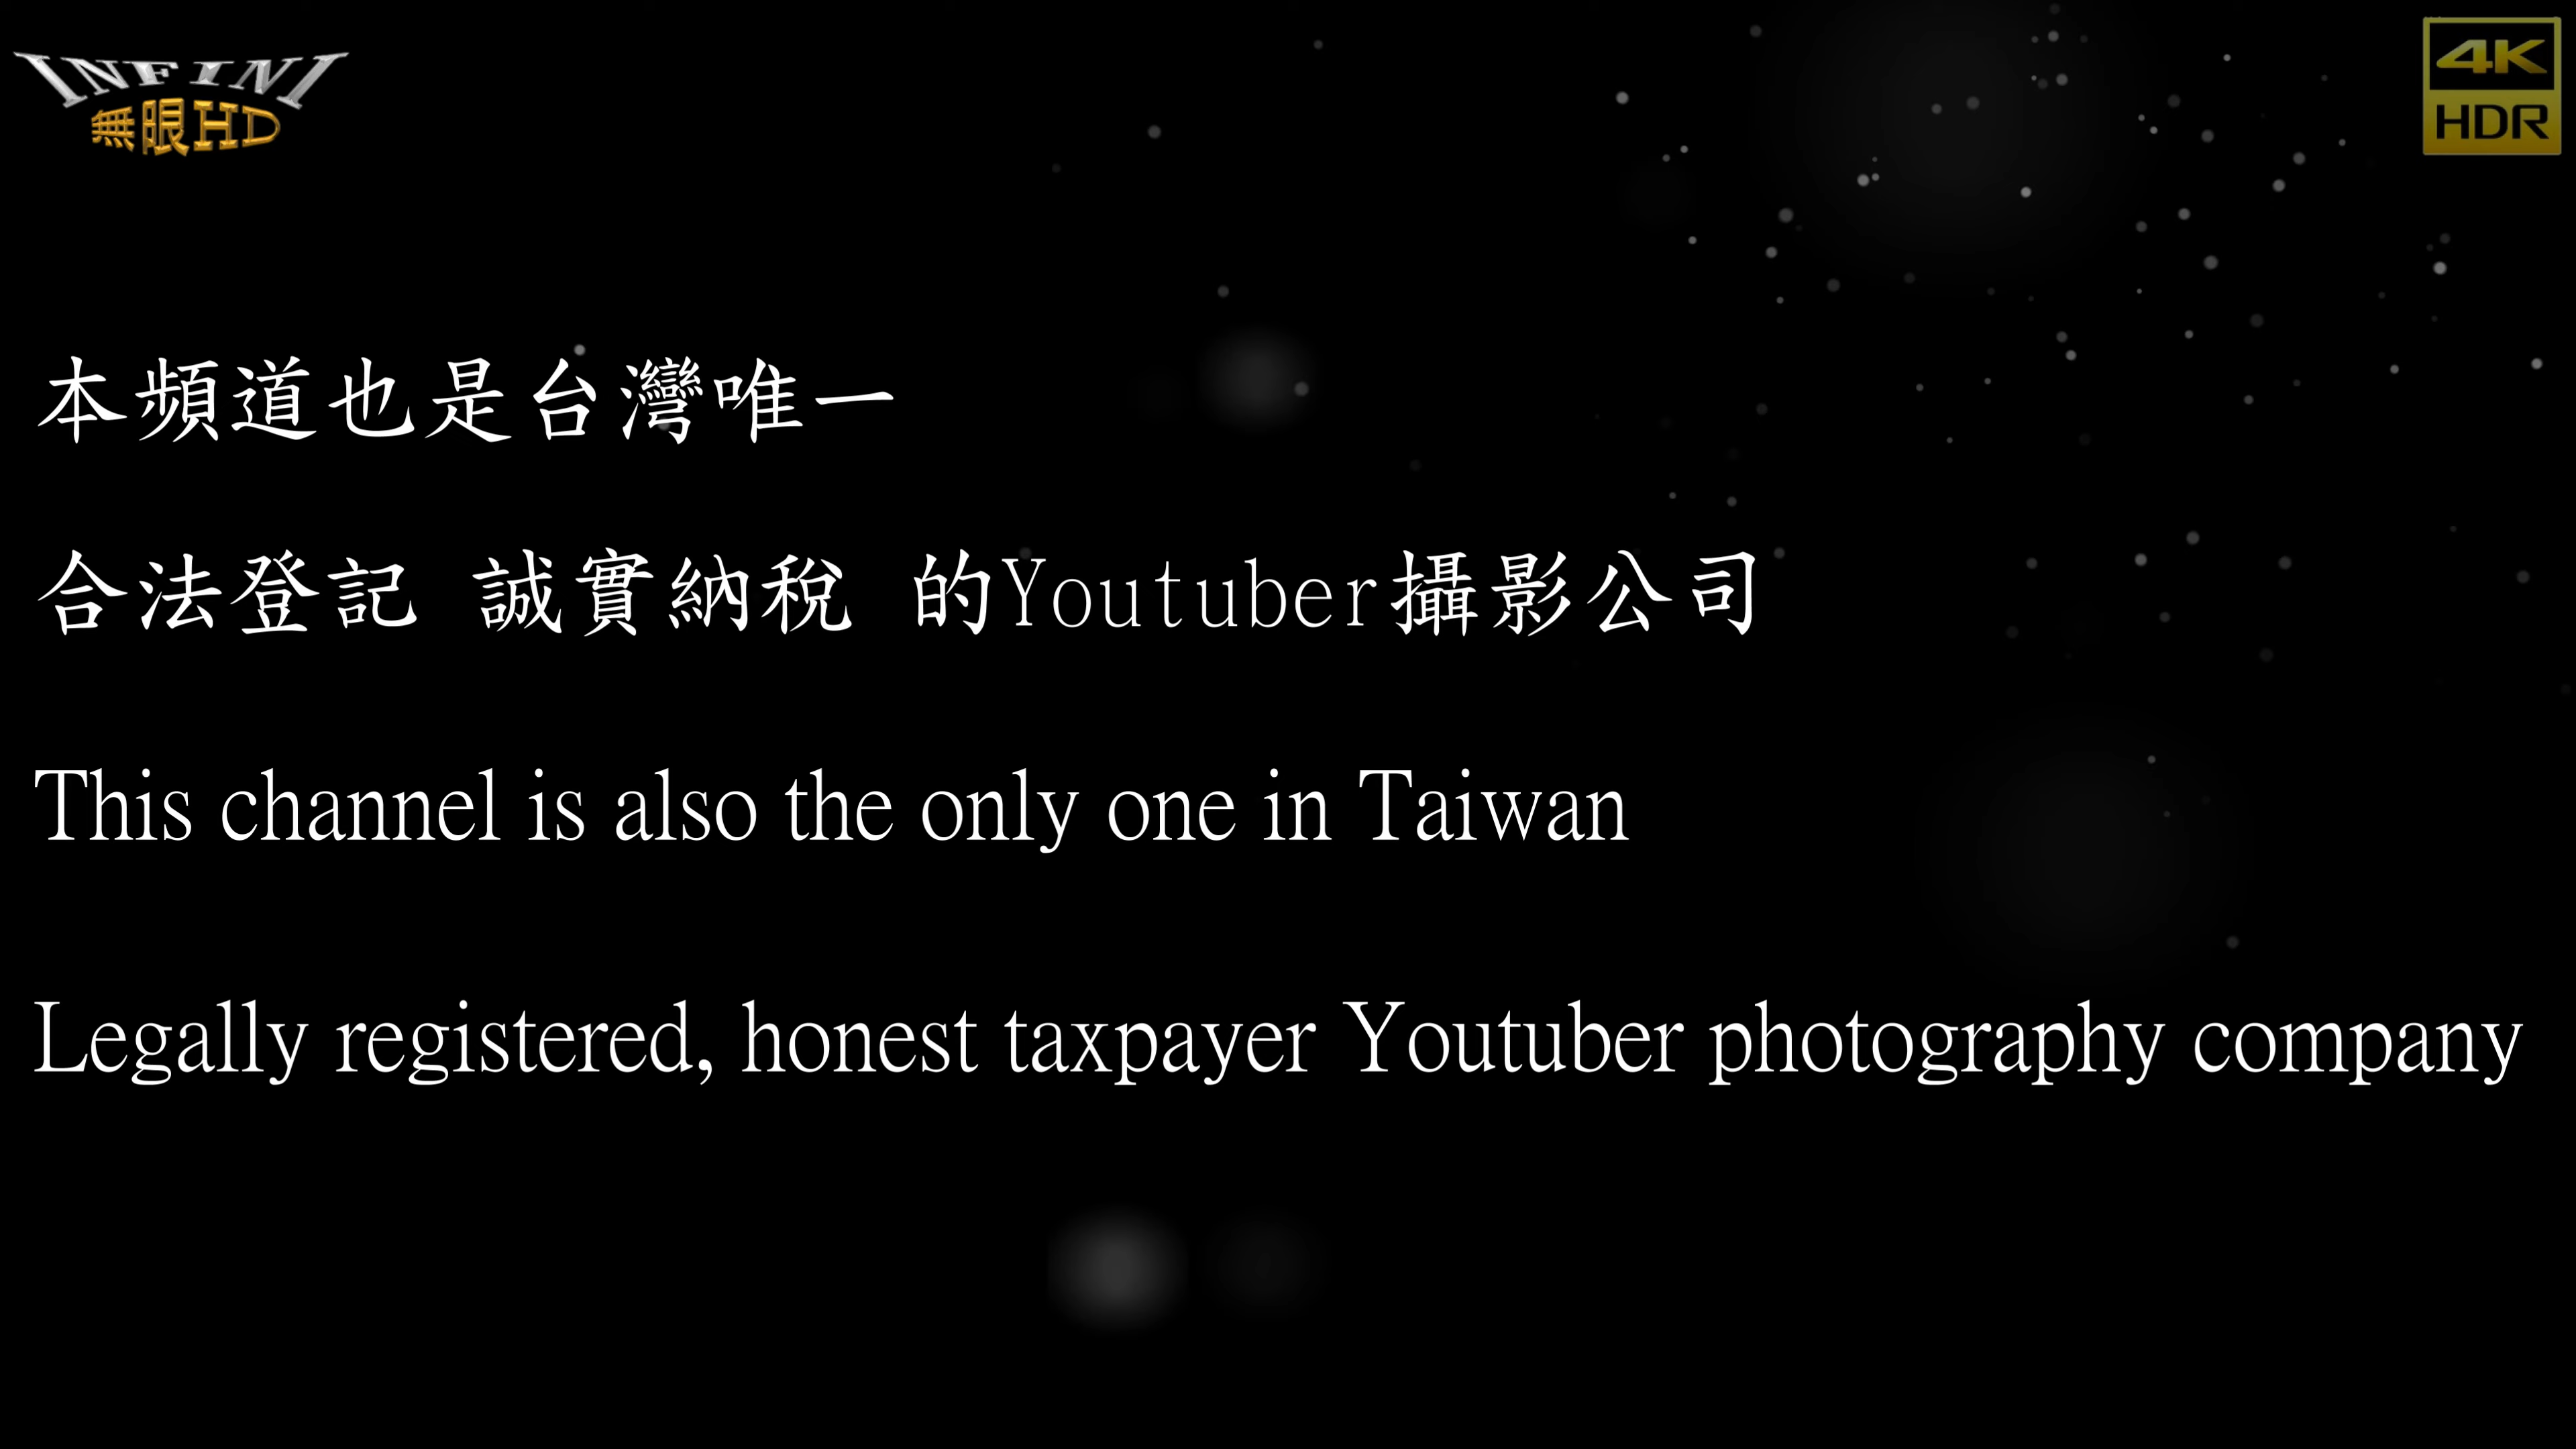 INFINI
無限HD
4K
HDR
本頻道也是台灣唯一
合法登記 誠實納稅 的Youtuber攝影公司
This channel is also the only one in Taiwan
Legally registered, honest taxpayer Youtuber photography company